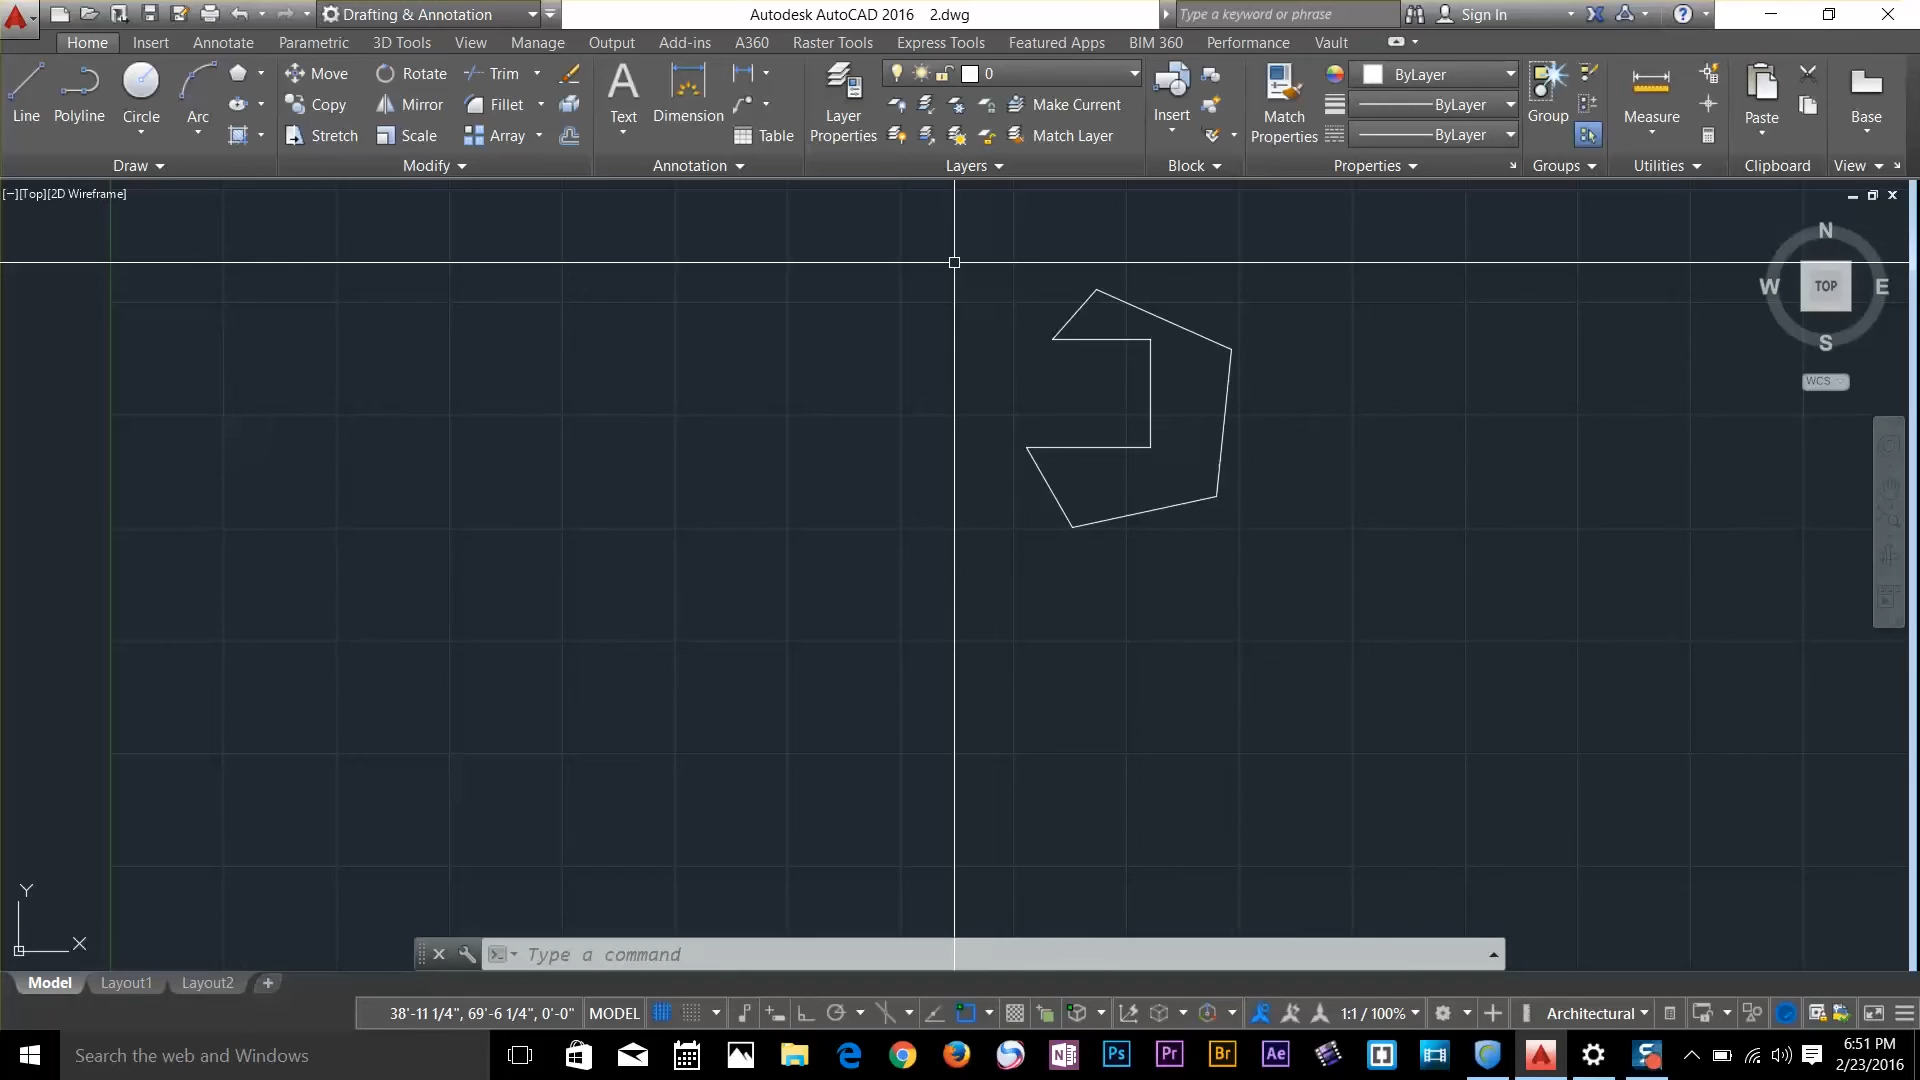 Drafting & Annotation
Autodesk AutoCAD 2016 2.dwg
Type a keyword or phrase
Sign In
Home Insert Annotate Parametric 3D Tools View Manage Output Add-ins A360 Raster Tools Express Tools Featured Apps BIM 360 Performance Vault
Line Polyline Circle Arc
Move Rotate Trim
Copy Mirror Fillet
Stretch Scale Array
Text Dimension Table
Layer Properties
0
Make Current
Match Layer
Insert
Match Properties
ByLayer
ByLayer
ByLayer
Group Measure Paste Base
Draw Modify Annotation Layers Block Properties Groups Utilities Clipboard View
[−][Top][2D Wireframe]
N
W TOP E
S
WCS
Y
X
Type a command
Model Layout1 Layout2 +
38'-11 1/4", 69'-6 1/4", 0'-0" MODEL 1:1 / 100% Architectural
Search the web and Windows
N Ps Pr Br Ae
6:51 PM
2/23/2016